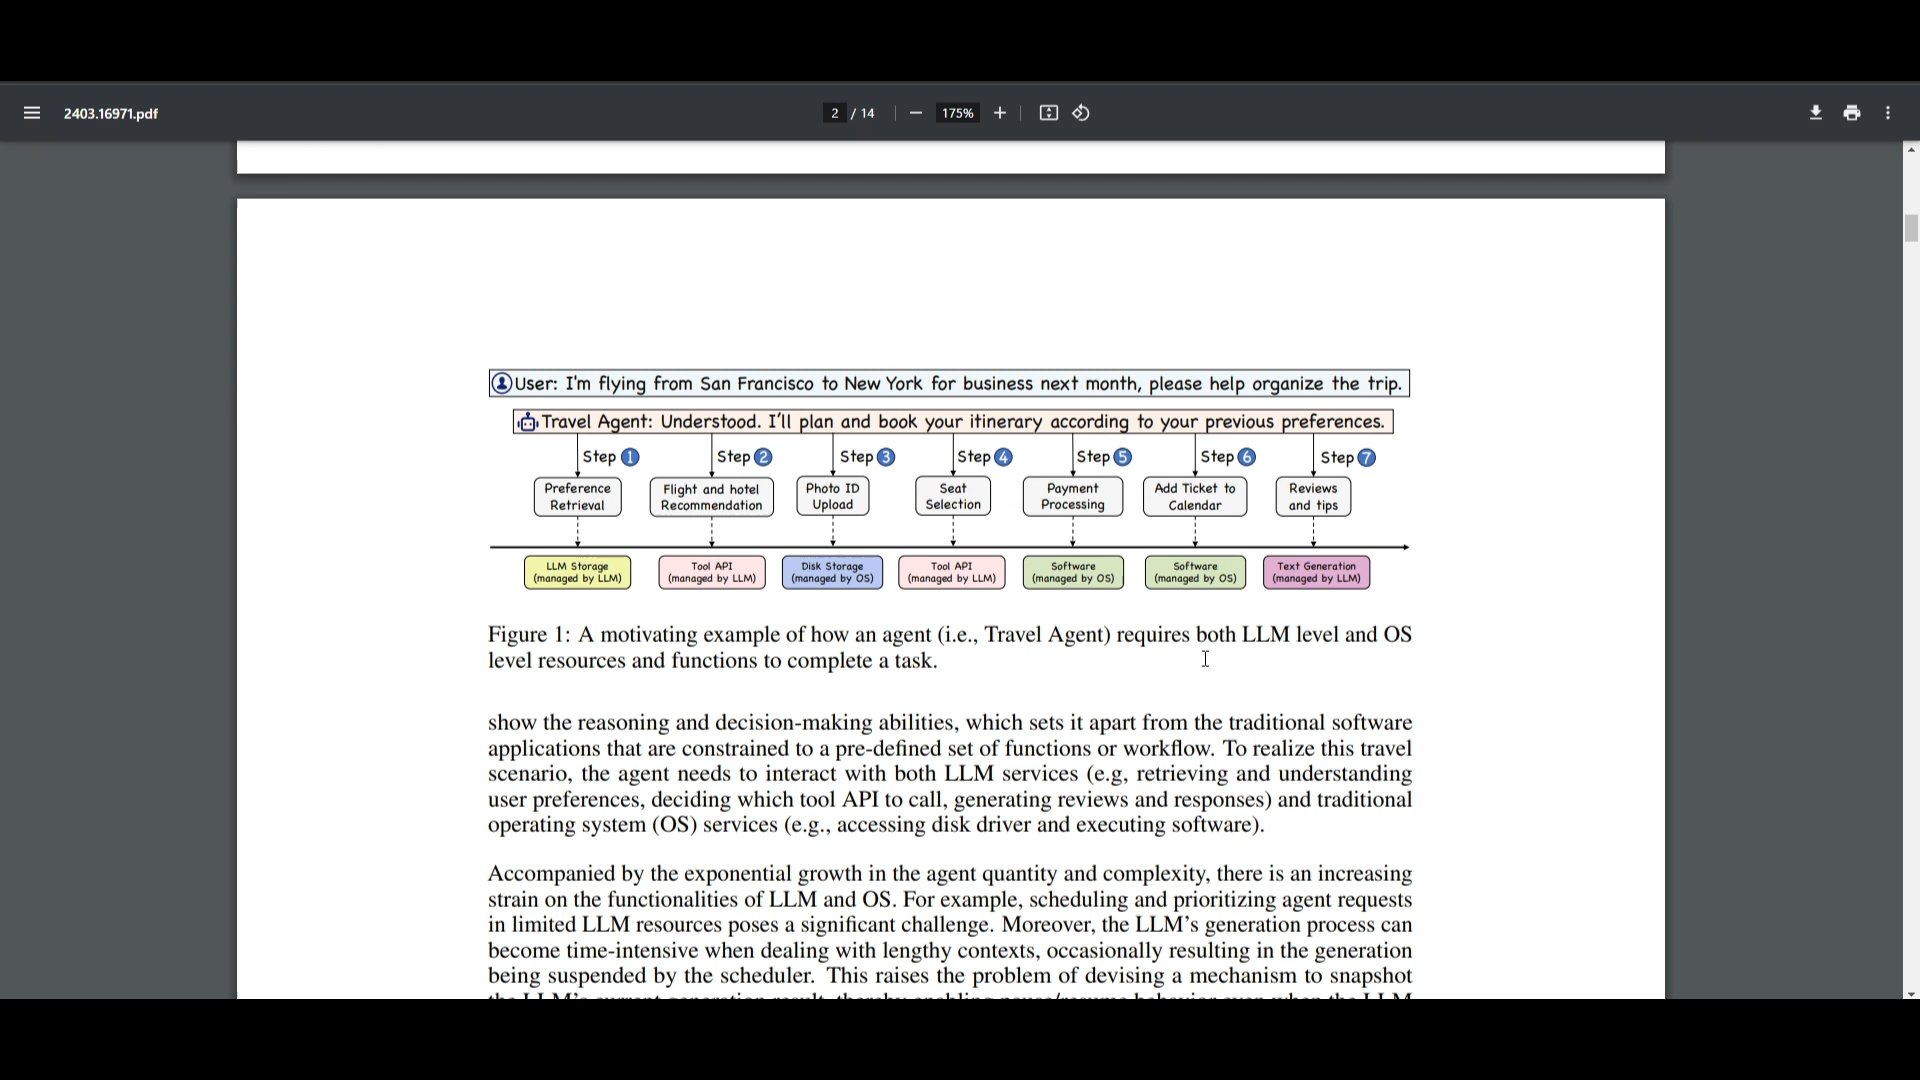 2403.16971.pdf
2 / 14
175%
User: I'm flying from San Francisco to New York for business next month, please help organize the trip.
Travel Agent: Understood. I'll plan and book your itinerary according to your previous preferences.
Step 1
Step 2
Step 3
Step 4
Step 5
Step 6
Step 7
Preference
Retrieval
Flight and hotel
Recommendation
Photo ID
Upload
Seat
Selection
Payment
Processing
Add Ticket to
Calendar
Reviews
and tips
LLM Storage
(managed by LLM)
Tool API
(managed by LLM)
Disk Storage
(managed by OS)
Tool API
(managed by LLM)
Software
(managed by OS)
Software
(managed by OS)
Text Generation
(managed by LLM)
Figure 1: A motivating example of how an agent (i.e., Travel Agent) requires both LLM level and OS
level resources and functions to complete a task.
show the reasoning and decision-making abilities, which sets it apart from the traditional software
applications that are constrained to a pre-defined set of functions or workflow. To realize this travel
scenario, the agent needs to interact with both LLM services (e.g, retrieving and understanding
user preferences, deciding which tool API to call, generating reviews and responses) and traditional
operating system (OS) services (e.g., accessing disk driver and executing software).
Accompanied by the exponential growth in the agent quantity and complexity, there is an increasing
strain on the functionalities of LLM and OS. For example, scheduling and prioritizing agent requests
in limited LLM resources poses a significant challenge. Moreover, the LLM's generation process can
become time-intensive when dealing with lengthy contexts, occasionally resulting in the generation
being suspended by the scheduler. This raises the problem of devising a mechanism to snapshot